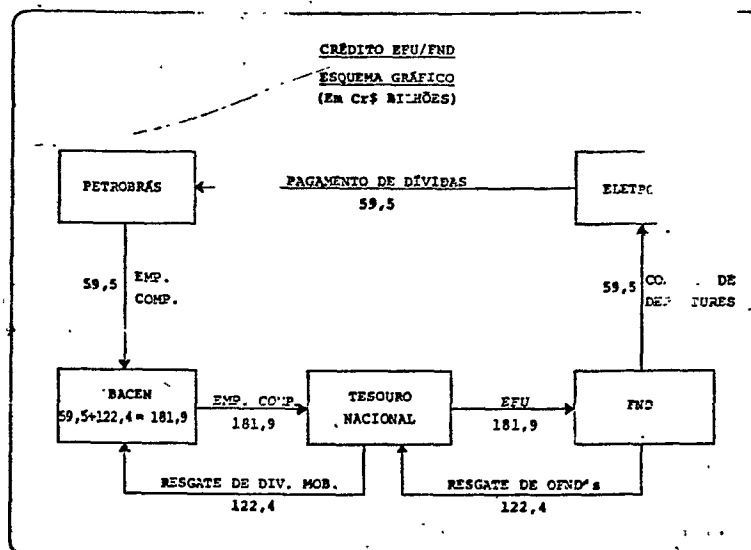 CRÉDITO EFU/FND
ESQUEMA GRÁFICO
(Em Cr$ BILHÕES)
PETROBRÁS
PAGAMENTO DE DÍVIDAS
59,5
59,5 EMP.
COMP.
59,5 DE
BACEN
59,5+122,4 = 181,9
EMP. COMP.
181,9
TESOURO
NACIONAL
EFU
181,9
FND
RESGATE DE DIV. MOB.
122,4
RESGATE DE OFND's
122,4